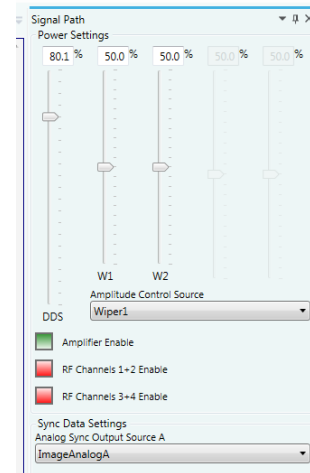 Signal Path
Power Settings
80.1 % 50.0 % 50.0 % 50.0 % 50.0 %
W1 W2
DDS
Amplitude Control Source
Wiper1
Amplifier Enable
RF Channels 1+2 Enable
RF Channels 3+4 Enable
Sync Data Settings
Analog Sync Output Source A
ImageAnalogA